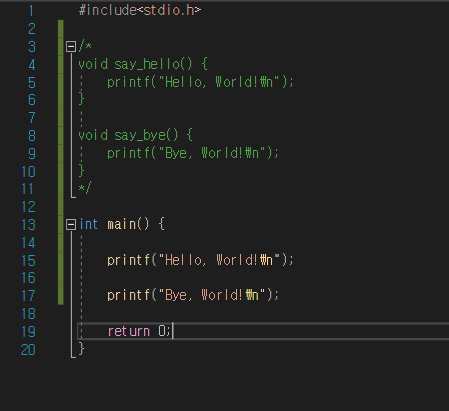 1 #include<stdio.h>
2
3 /*
4 void say_hello() {
5 printf("Hello, World!₩n");
6 }
7
8 void say_bye() {
9 printf("Bye, World!₩n");
10 }
11 */
12
13 int main() {
14
15 printf("Hello, World!₩n");
16
17 printf("Bye, World!₩n");
18
19 return 0;
20 }